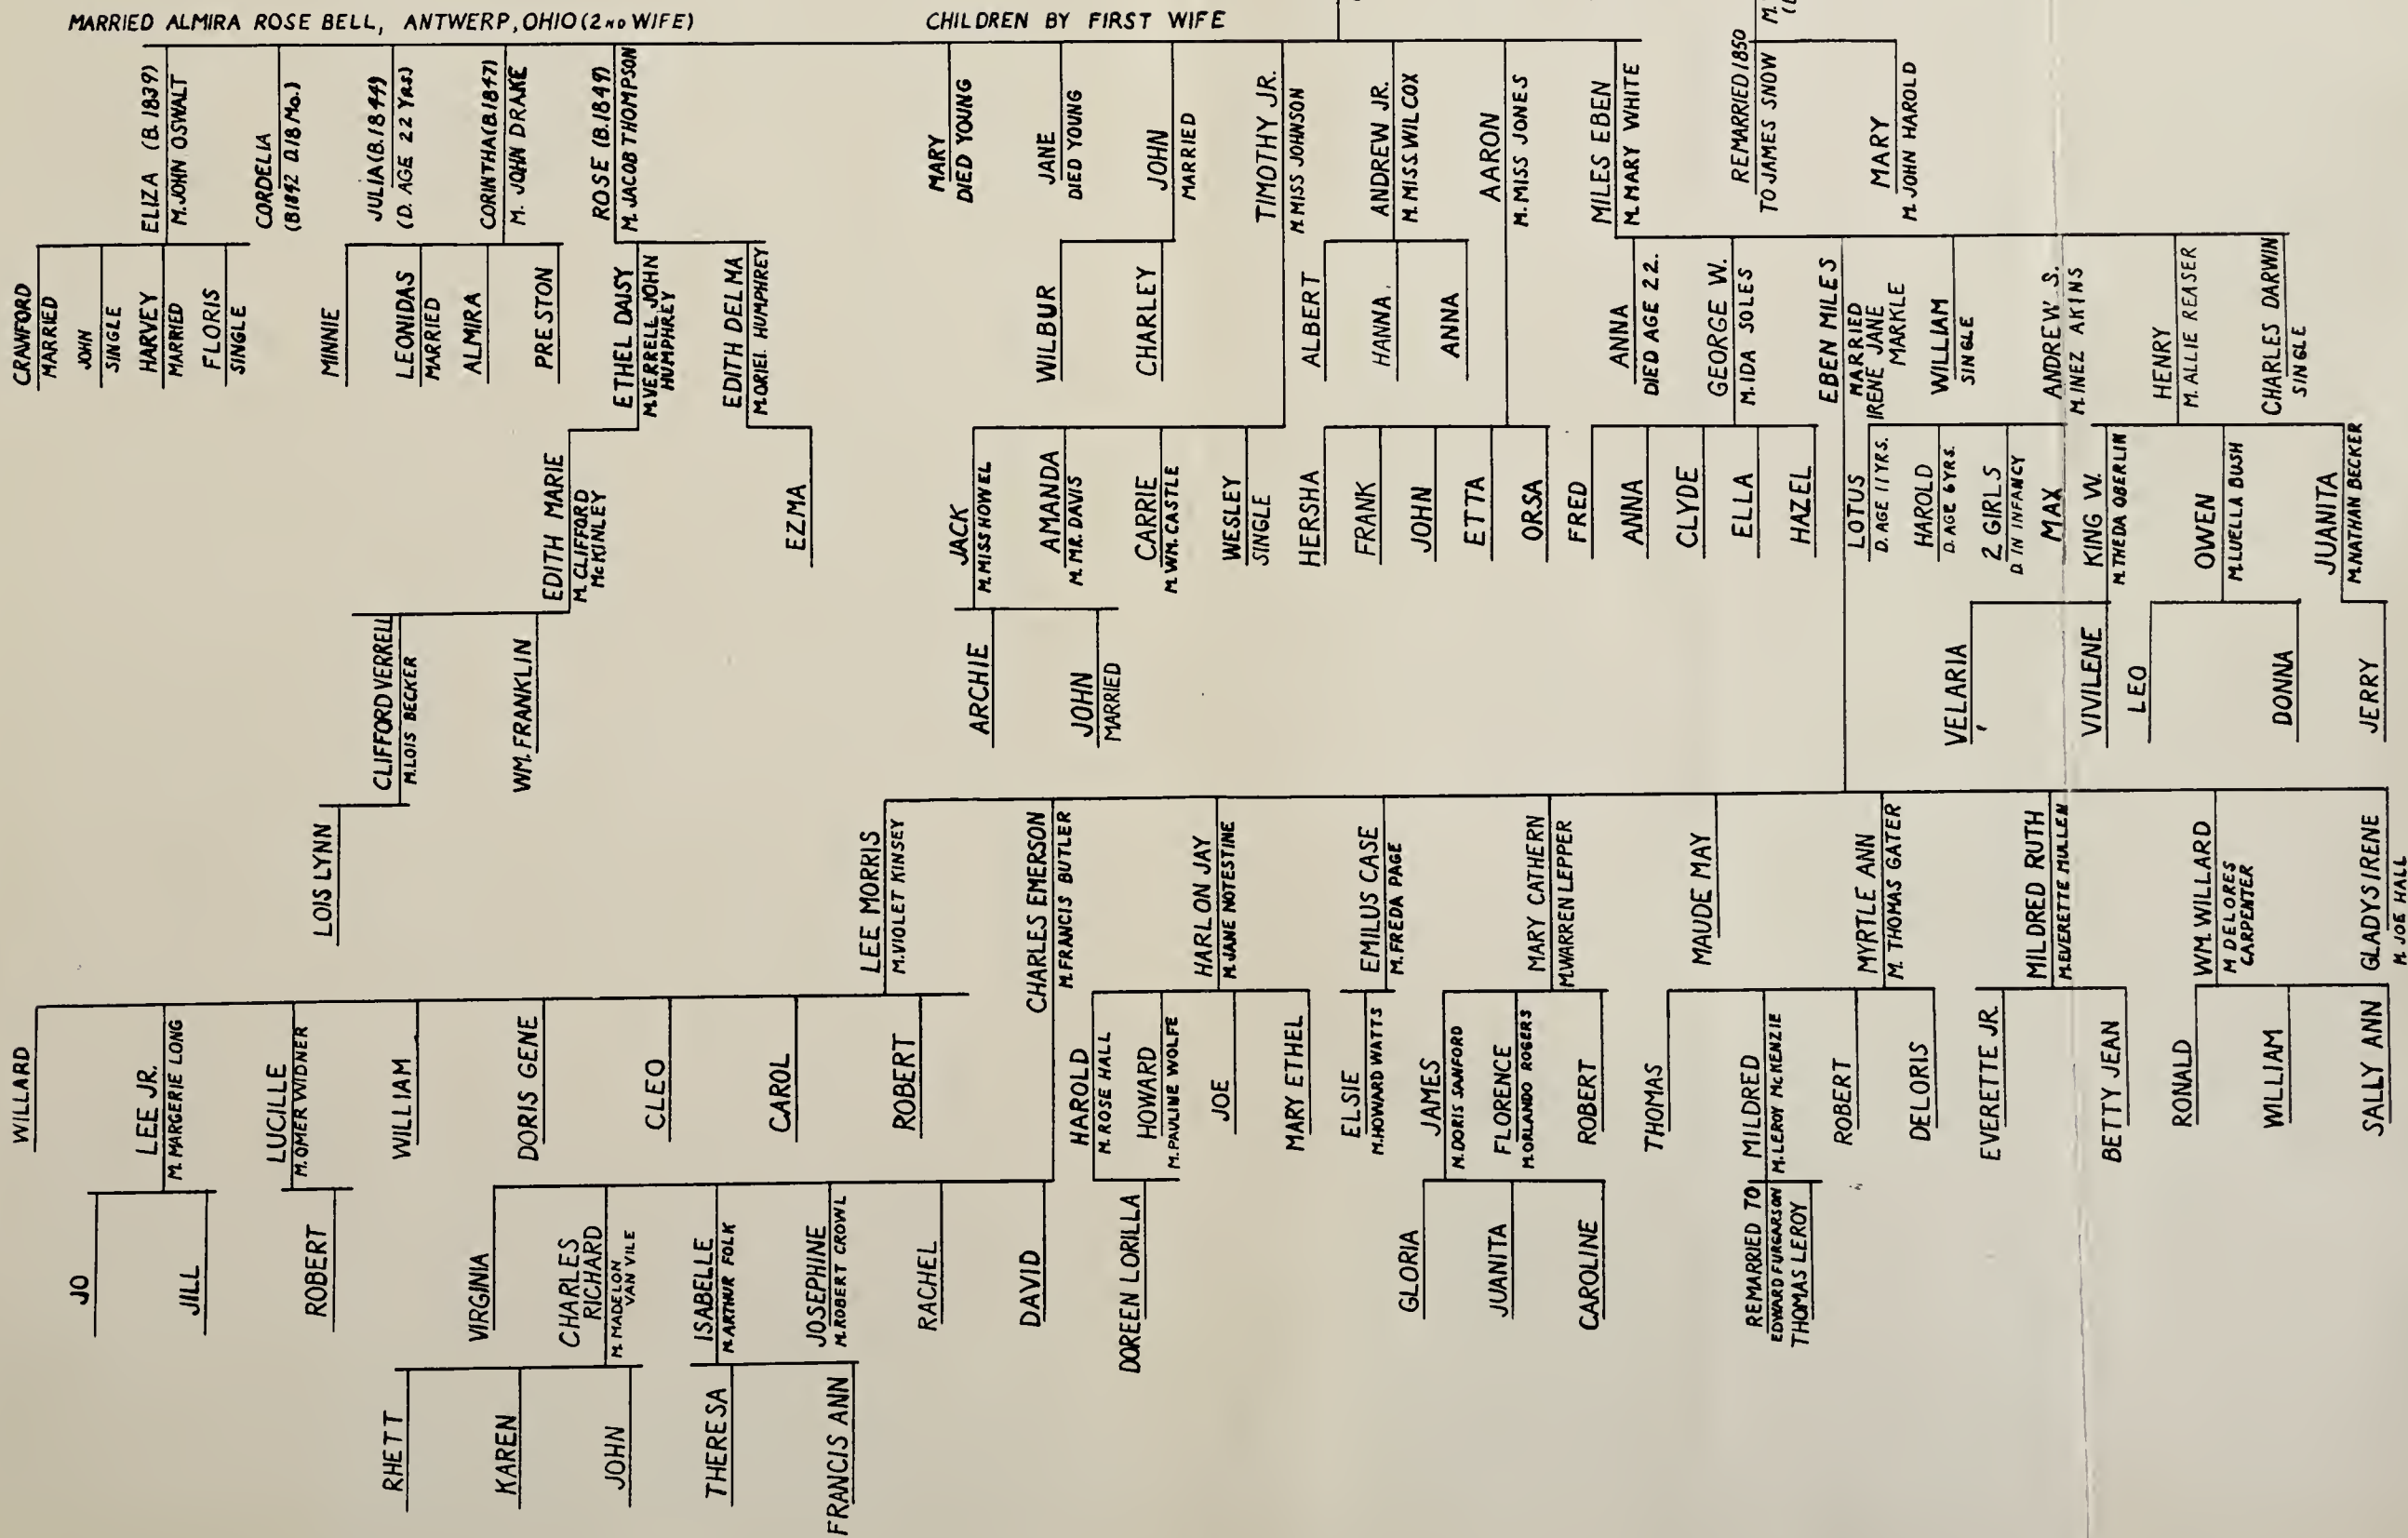 MARRIED ALMIRA ROSE BELL, ANTWERP, OHIO (2ND WIFE)
CHILDREN BY FIRST WIFE
ELIZA (B. 1839)
M. JOHN OSWALT
CORDELIA
(B1842 D.18 Mo.)
JULIA (B.1844)
(D. AGE 22 YRS.)
CORINTHA (B.1847)
M. JOHN DRAKE
ROSE (B.1849)
M. JACOB THOMPSON
MARY
DIED YOUNG
JANE
DIED YOUNG
JOHN
MARRIED
TIMOTHY JR.
M. MISS JOHNSON
ANDREW JR.
M. MISS WILCOX
AARON
M. MISS JONES
MILES EBEN
M. MARY WHITE
REMARRIED 1850
TO JAMES SNOW
MARY
M. JOHN HAROLD
CRAWFORD
MARRIED
JOHN
SINGLE
HARVEY
MARRIED
FLORIS
SINGLE
MINNIE
LEONIDAS
MARRIED
ALMIRA
PRESTON
ETHEL DAISY
M. VERRELL JOHN
HUMPHREY
EDITH DELMA
M. ORIEL HUMPHREY
WILBUR
CHARLEY
ALBERT
HANNA.
ANNA
ANNA
DIED AGE 22.
GEORGE W.
M. IDA SOLES
EBEN MILES
MARRIED
IRENE JANE
MARKLE
WILLIAM
SINGLE
ANDREW S.
M. INEZ AKINS
HENRY
M. ALLIE REASER
CHARLES DARWIN
SINGLE
EDITH MARIE
M. CLIFFORD
McKINLEY
EZMA
JACK
M. MISS HOWEL
AMANDA
M. MR. DAVIS
CARRIE
M. WM. CASTLE
WESLEY
SINGLE
HERSHA
FRANK
JOHN
ETTA
ORSA
FRED
ANNA
CLYDE
ELLA
HAZEL
LOTUS
D. AGE 11 YRS.
HAROLD
D. AGE 6 YRS.
2 GIRLS
D. IN INFANCY
MAX
KING W.
M. THEDA OBERLIN
OWEN
M. LUELLA BUSH
JUANITA
M. NATHAN BECKER
CLIFFORD VERRELL
M. LOIS BECKER
WM. FRANKLIN
ARCHIE
JOHN
MARRIED
VELARIA
VIVILENE
LEO
DONNA
JERRY
LOIS LYNN
LEE MORRIS
M. VIOLET KINSEY
CHARLES EMERSON
M. FRANCIS BUTLER
HARLON JAY
M. JANE NOTESTINE
EMILUS CASE
M. FREDA PAGE
MARY CATHERN
M. WARREN LEPPER
MAUDE MAY
MYRTLE ANN
M. THOMAS GATER
MILDRED RUTH
M. EVERETTE MULLEN
WM. WILLARD
M DELORES
CARPENTER
GLADYS IRENE
M. JOE HALL
WILLARD
LEE JR.
M. MARGERIE LONG
LUCILLE
M. OMER WIDNER
WILLIAM
DORIS GENE
CLEO
CAROL
ROBERT
HAROLD
M. ROSE HALL
HOWARD
M. PAULINE WOLFE
JOE
MARY ETHEL
ELSIE
M. HOWARD WATTS
JAMES
M. DORIS SANFORD
FLORENCE
M. ORLANDO ROGERS
ROBERT
THOMAS
MILDRED
M. LEROY McKENZIE
ROBERT
DELORIS
EVERETTE JR.
BETTY JEAN
RONALD
WILLIAM
SALLY ANN
JO
JILL
ROBERT
VIRGINIA
CHARLES
RICHARD
M. MADELON
VAN VILE
ISABELLE
M. ARTHUR FOLK
JOSEPHINE
M. ROBERT CROWL
RACHEL
DAVID
DOREEN LORILLA
GLORIA
JUANITA
CAROLINE
REMARRIED TO
EDWARD FURGARSON
THOMAS LEROY
RHETT
KAREN
JOHN
THERESA
FRANCIS ANN